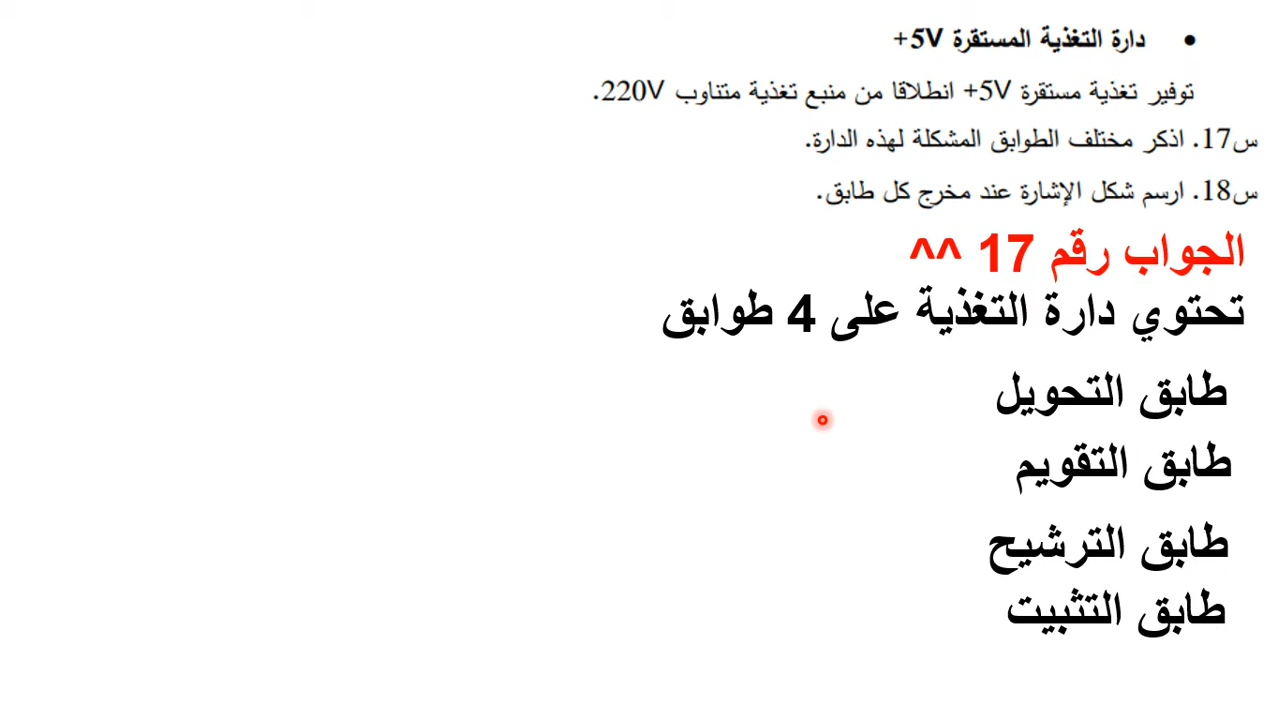 • دارة التغذية المستقرة 5V+
توفير تغذية مستقرة 5V+ انطلاقا من منبع تغذية متناوب 220V.
س17. اذكر مختلف الطوابق المشكلة لهذه الدارة.
س18. ارسم شكل الإشارة عند مخرج كل طابق.
الجواب رقم 17 ^^
تحتوي دارة التغذية على 4 طوابق
طابق التحويل
طابق التقويم
طابق الترشيح
طابق التثبيت